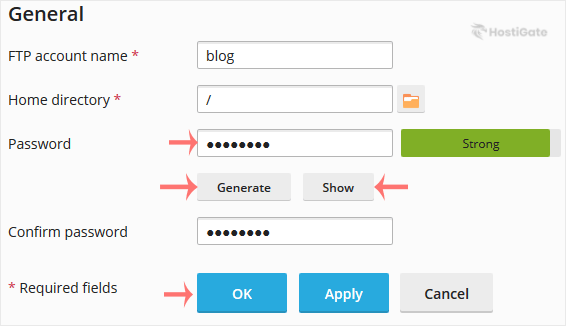 General
HostiGate
FTP account name * blog
Home directory * /
Password ●●●●●●●● Strong
Generate Show
Confirm password ●●●●●●●●
* Required fields OK Apply Cancel